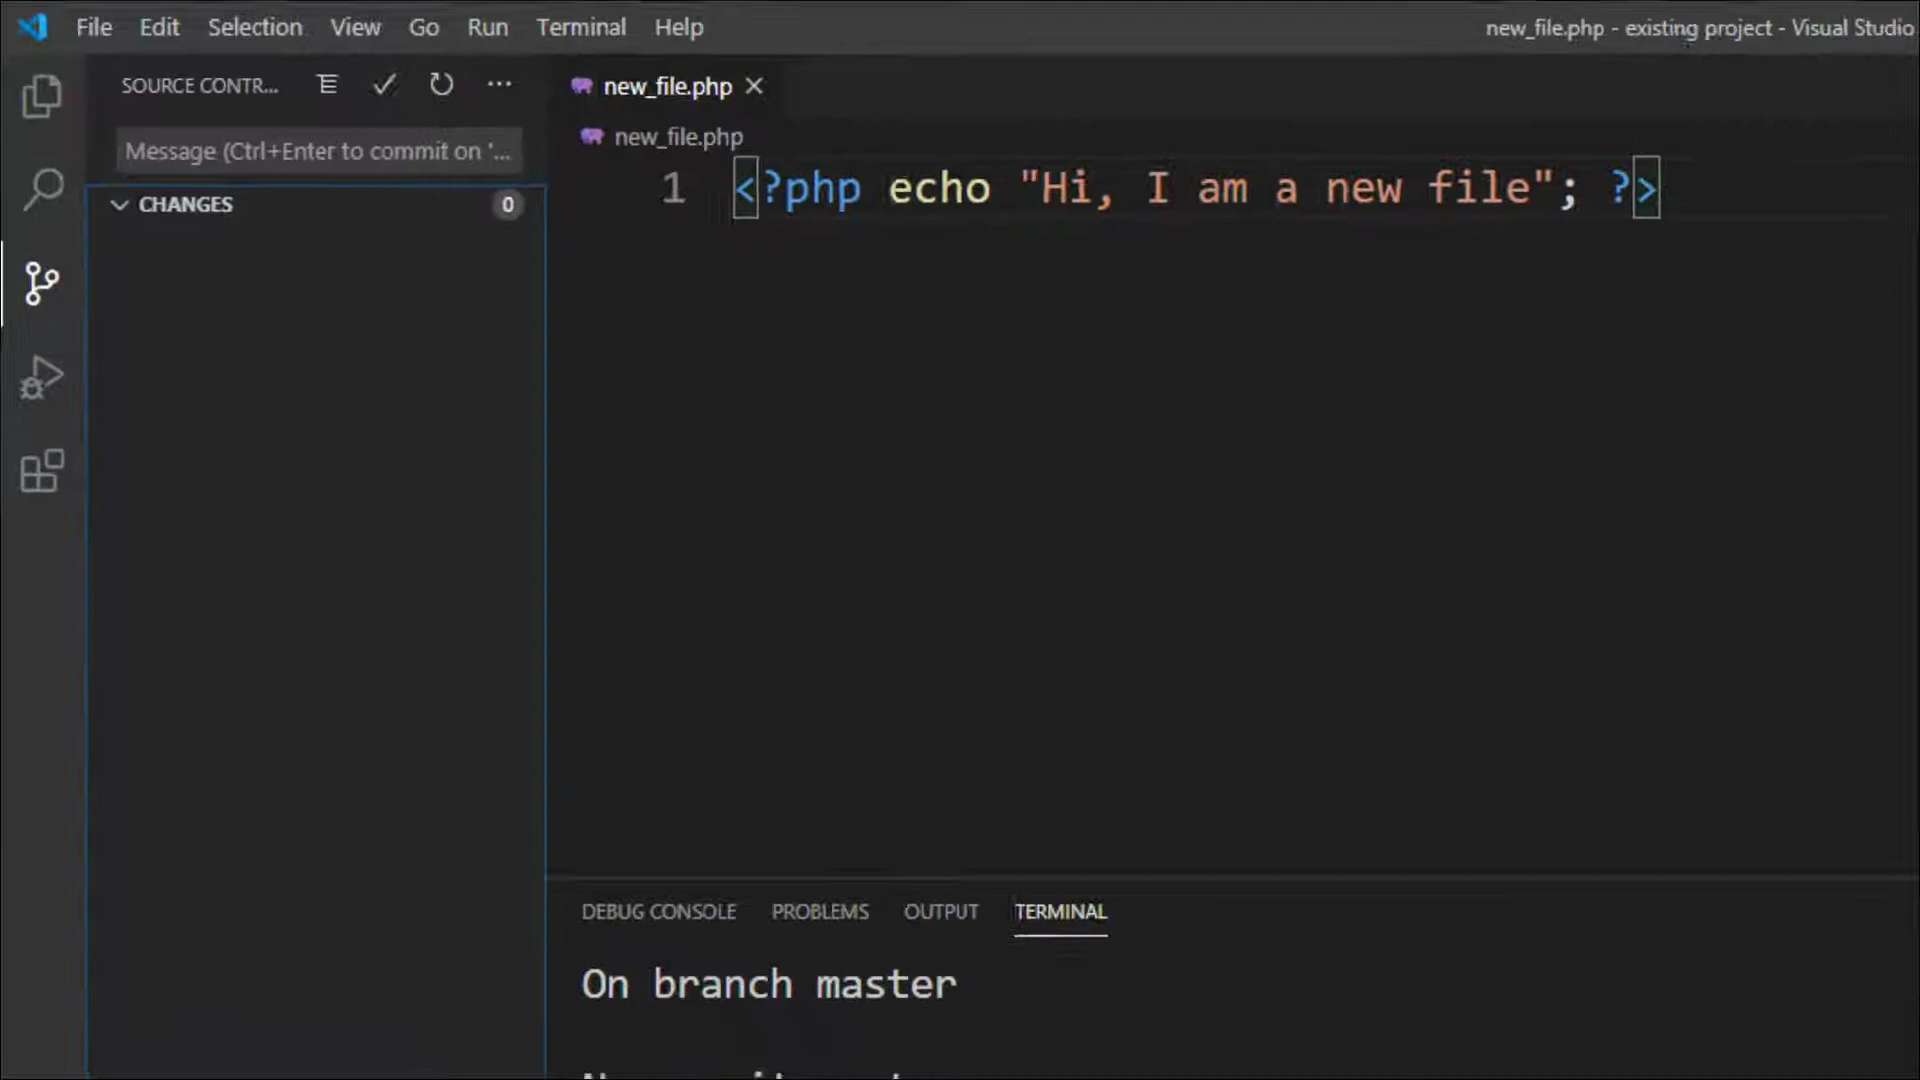 File Edit Selection View Go Run Terminal Help
new_file.php - existing project - Visual Studio
SOURCE CONTR...
new_file.php
Message (Ctrl+Enter to commit on '...
new_file.php
CHANGES 0
1 <?php echo "Hi, I am a new file"; ?>
DEBUG CONSOLE PROBLEMS OUTPUT TERMINAL
On branch master